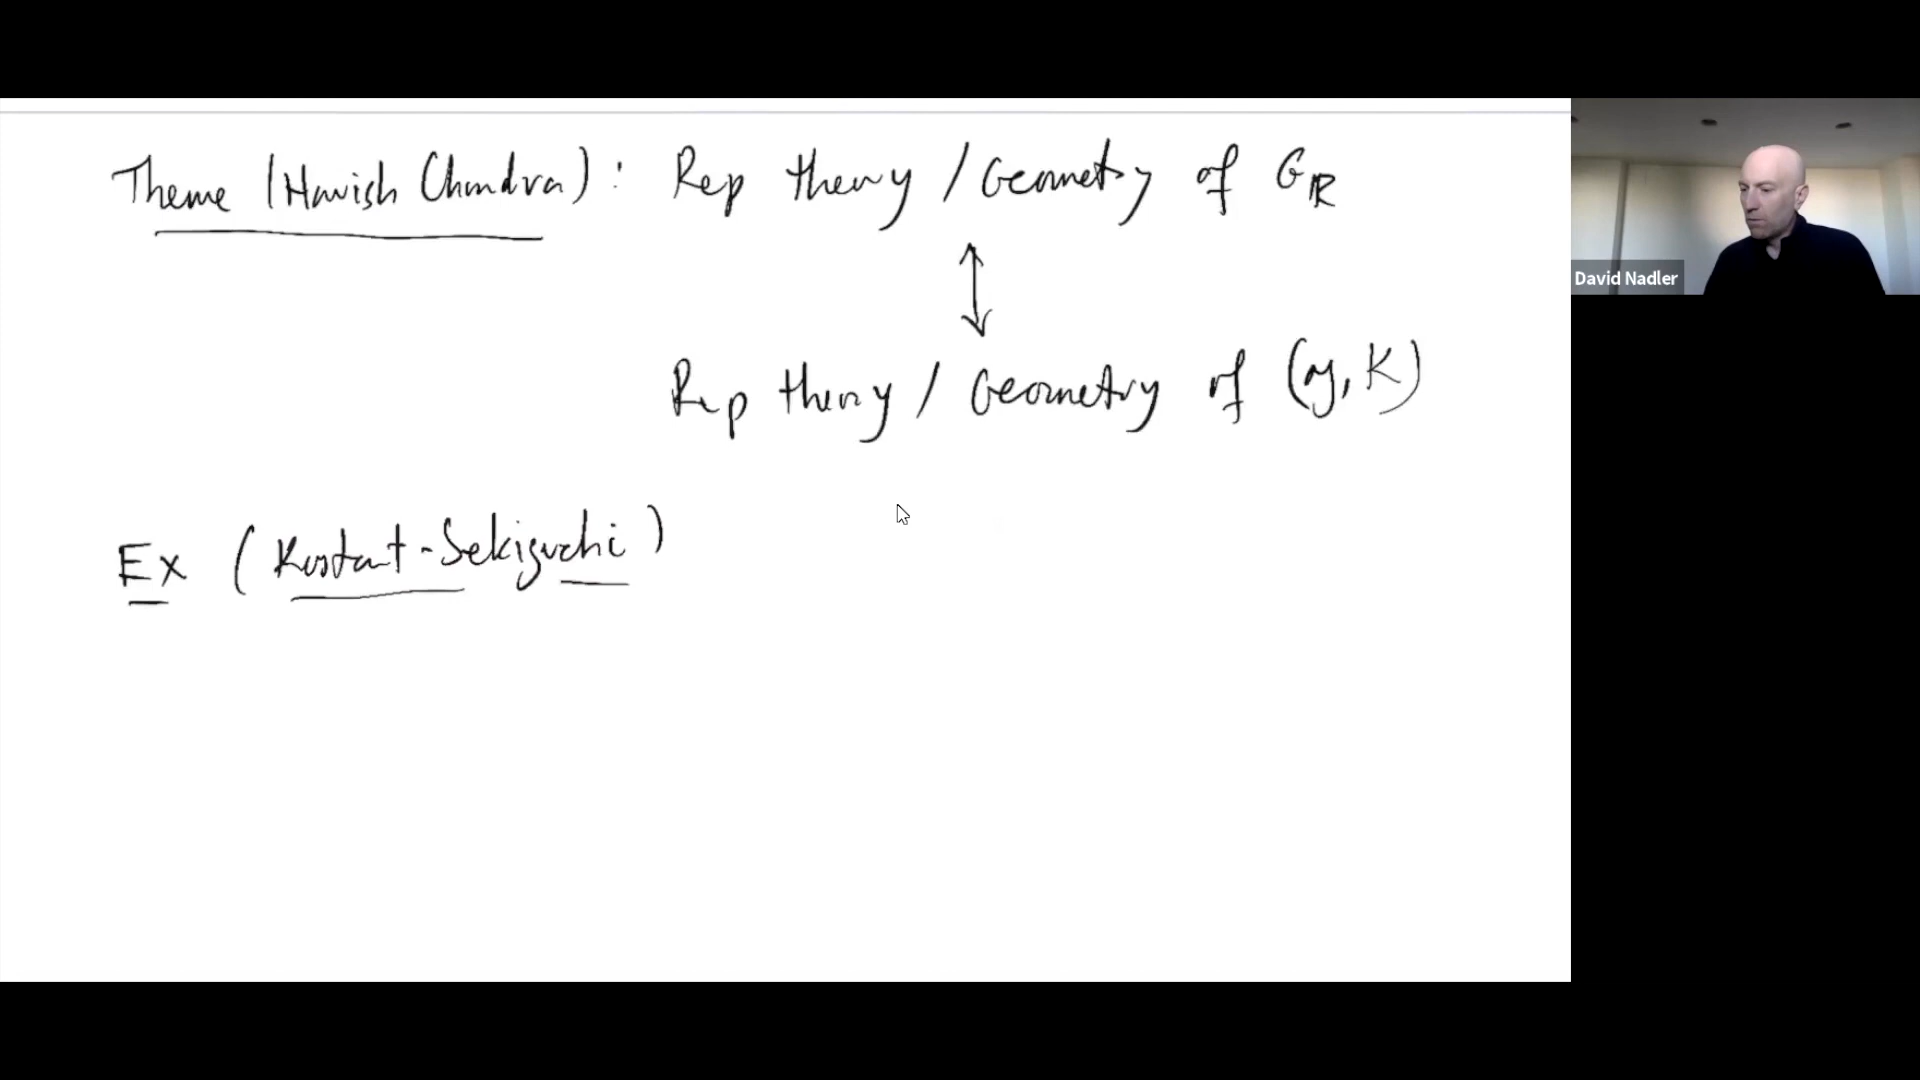 Theme (Harish Chandra) : Rep theory / Geometry of G_ℝ
↕
Rep theory / Geometry of (𝔤, K)
Ex (Kostant-Sekiguchi)
David Nadler